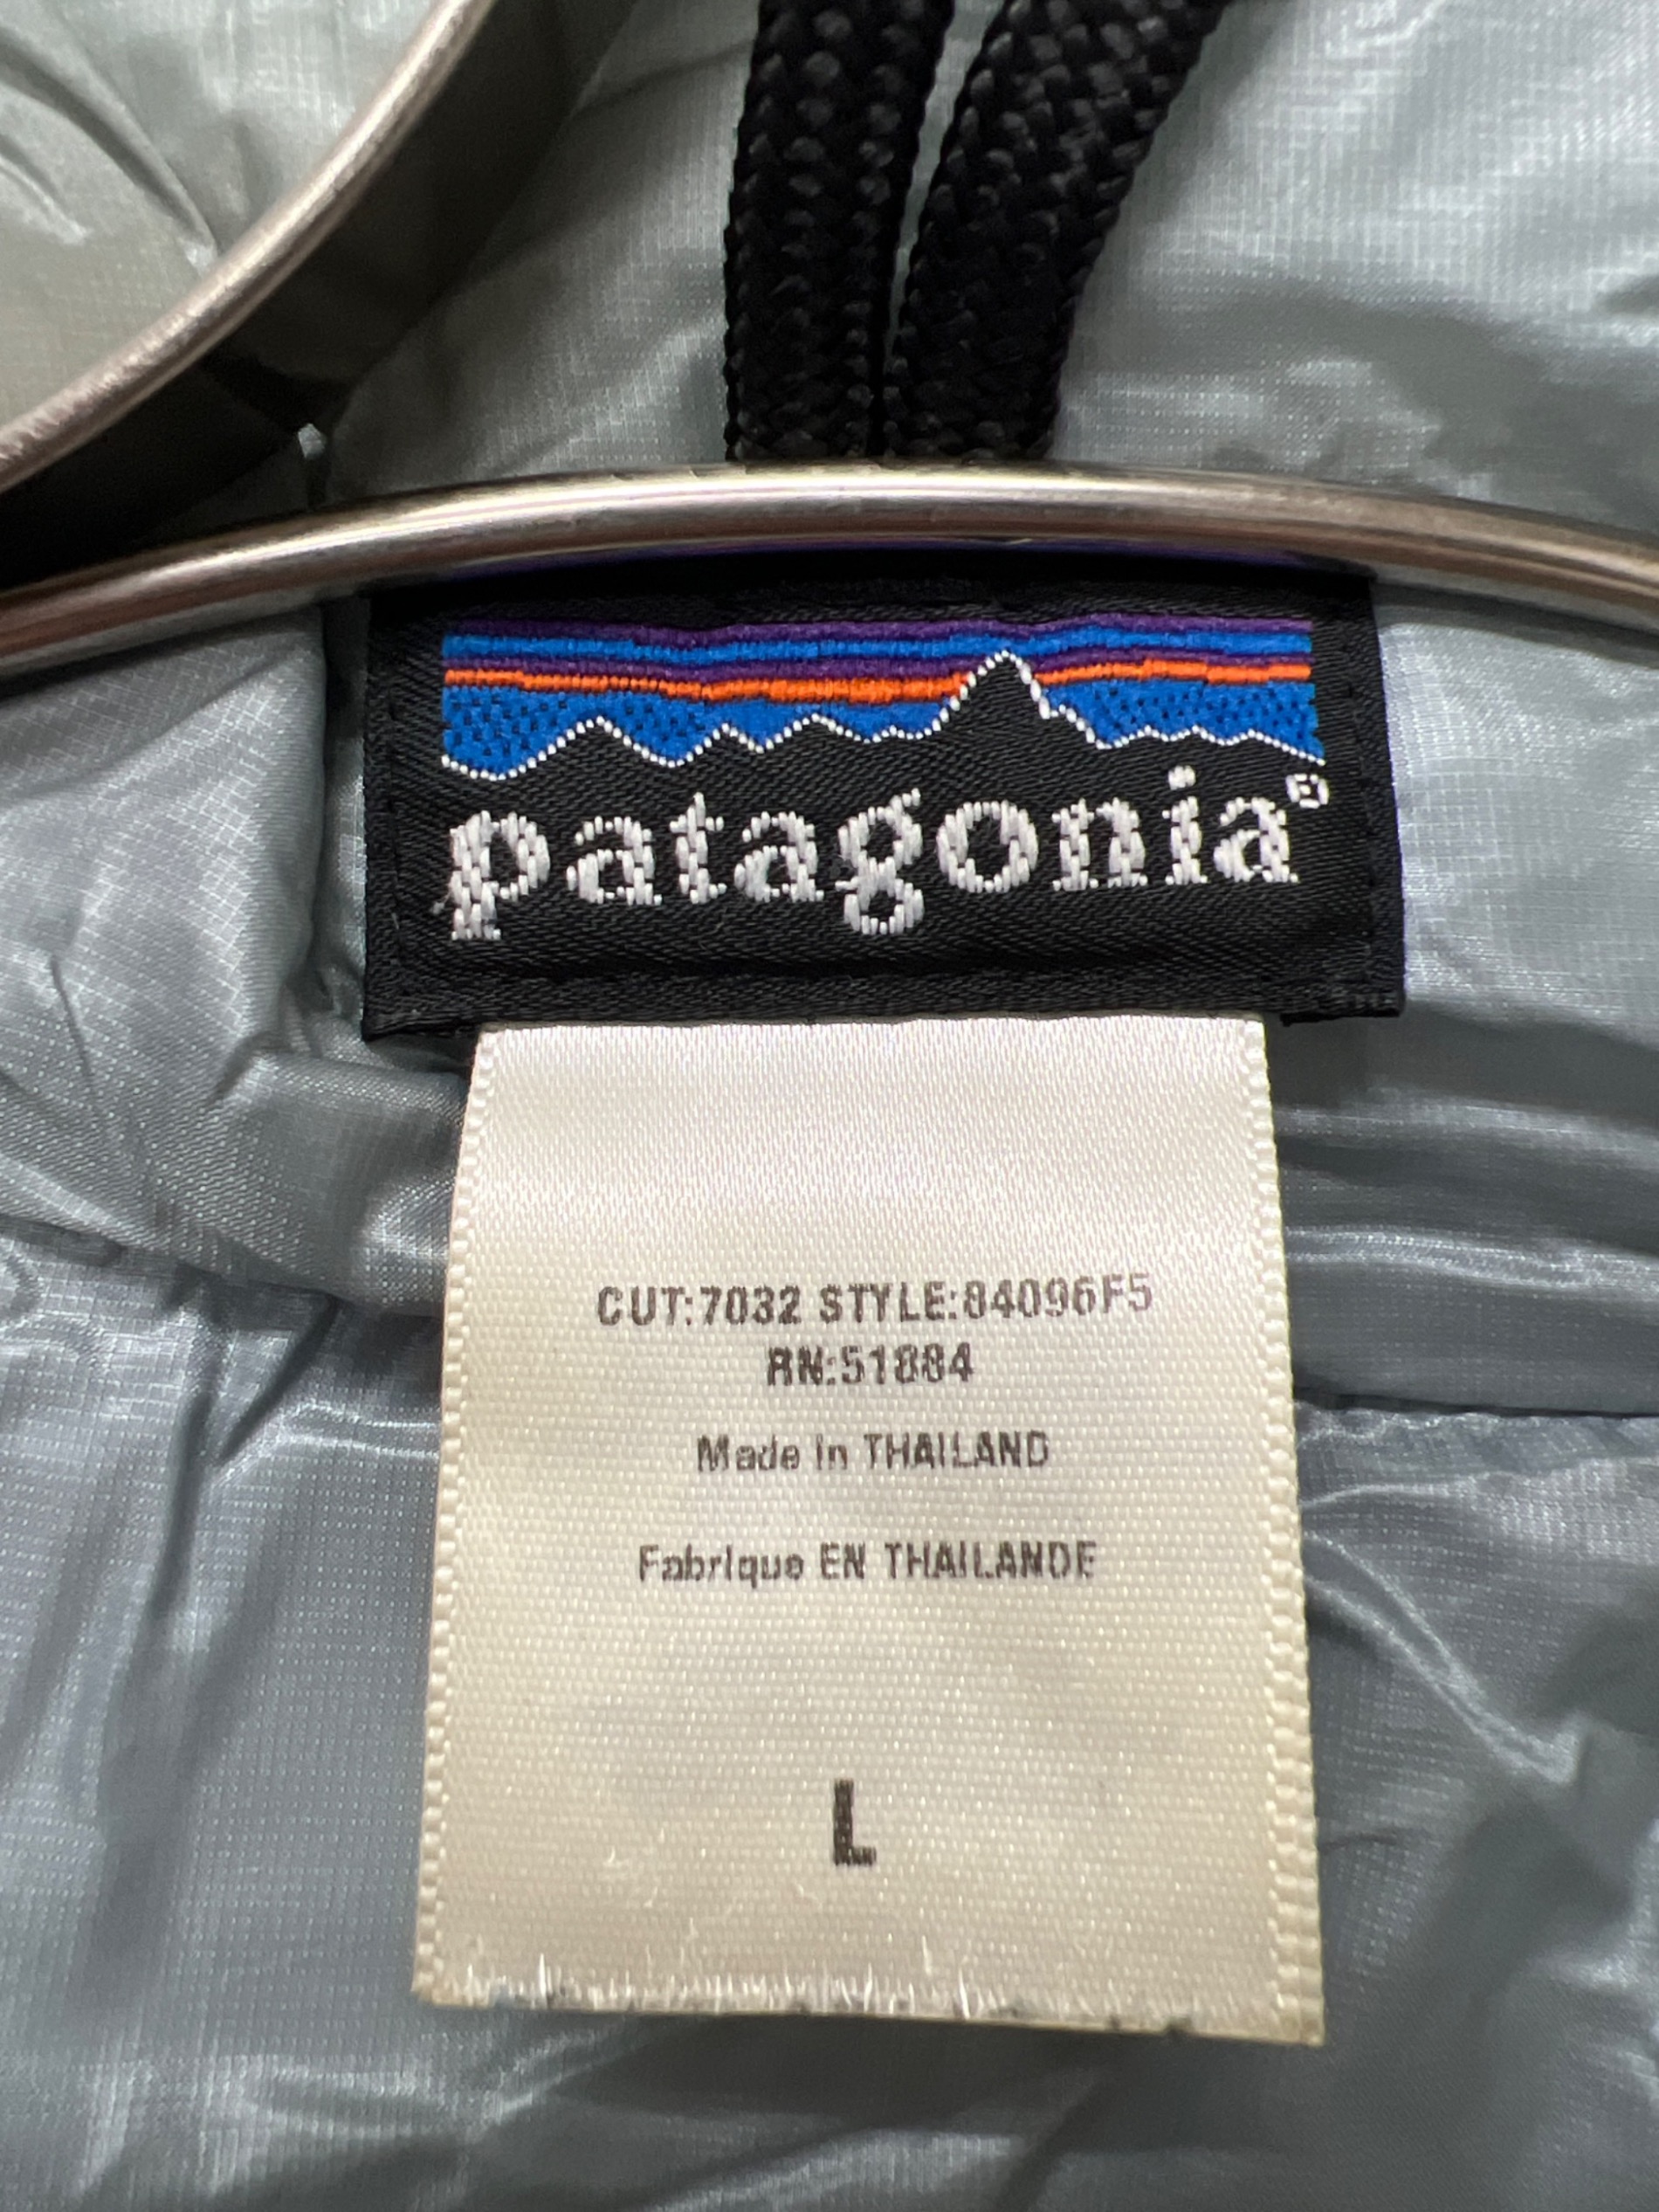 patagonia®
CUT:7032 STYLE:84096F5
RN:51884
Made in THAILAND
Fabrique EN THAILANDE
L